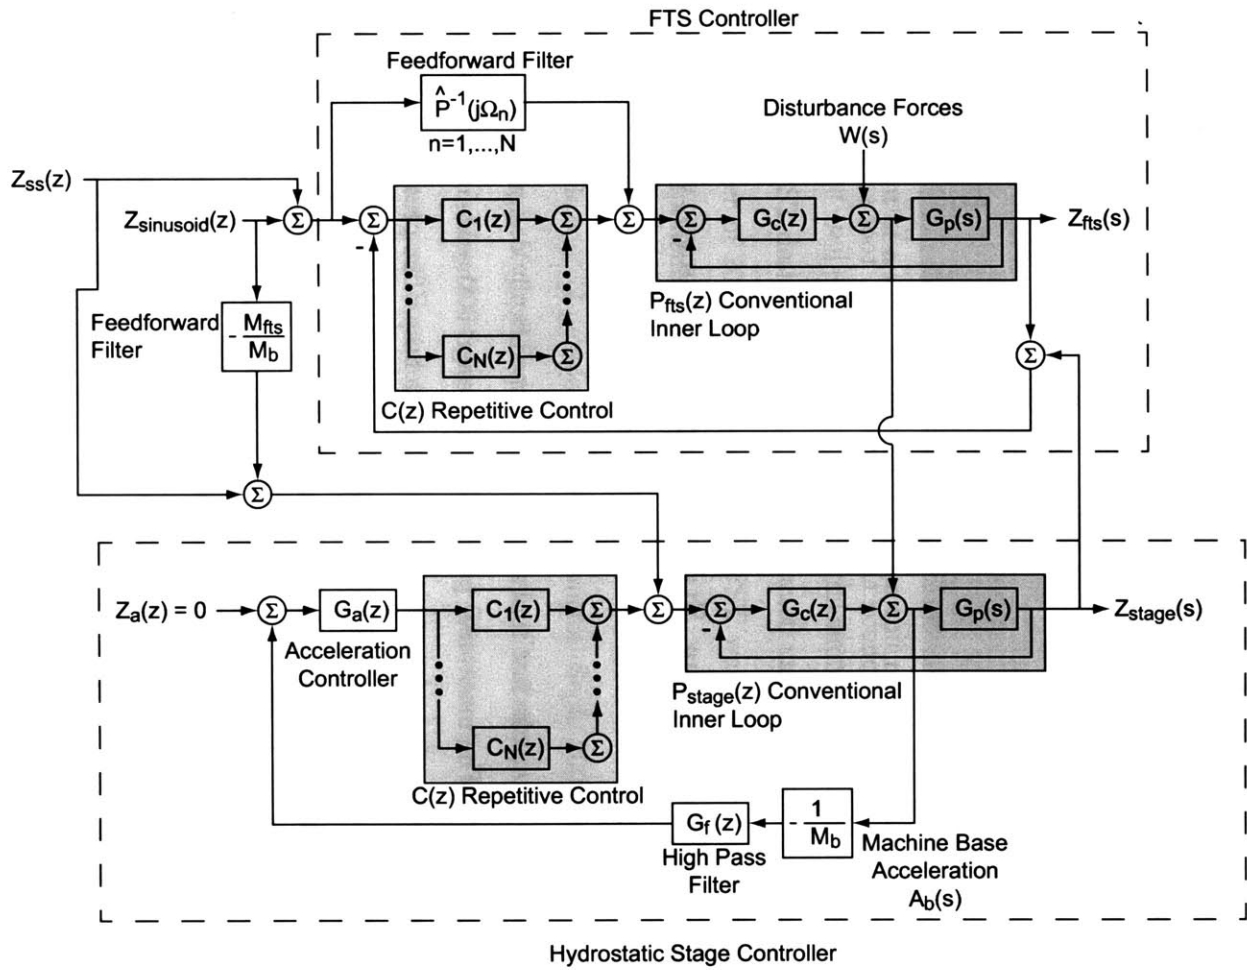 FTS Controller
Feedforward Filter
P̂⁻¹(jΩₙ)
n=1,...,N
Disturbance Forces
W(s)
Zss(z)
Zsinusoid(z)
Σ
Σ
-
C₁(z)
Σ
Σ
Σ
-
Gc(z)
Σ
Gp(s)
Zfts(s)
Feedforward
Filter
- Mfts
Mb
CN(z)
Σ
C(z) Repetitive Control
Pfts(z) Conventional
Inner Loop
Σ
Σ
Za(z) = 0
Σ
Ga(z)
Acceleration
Controller
C₁(z)
Σ
Σ
Σ
-
Gc(z)
Σ
Gp(s)
Zstage(s)
CN(z)
Σ
C(z) Repetitive Control
Pstage(z) Conventional
Inner Loop
Gf(z)
High Pass
Filter
- 1
Mb
Machine Base
Acceleration
Ab(s)
Hydrostatic Stage Controller